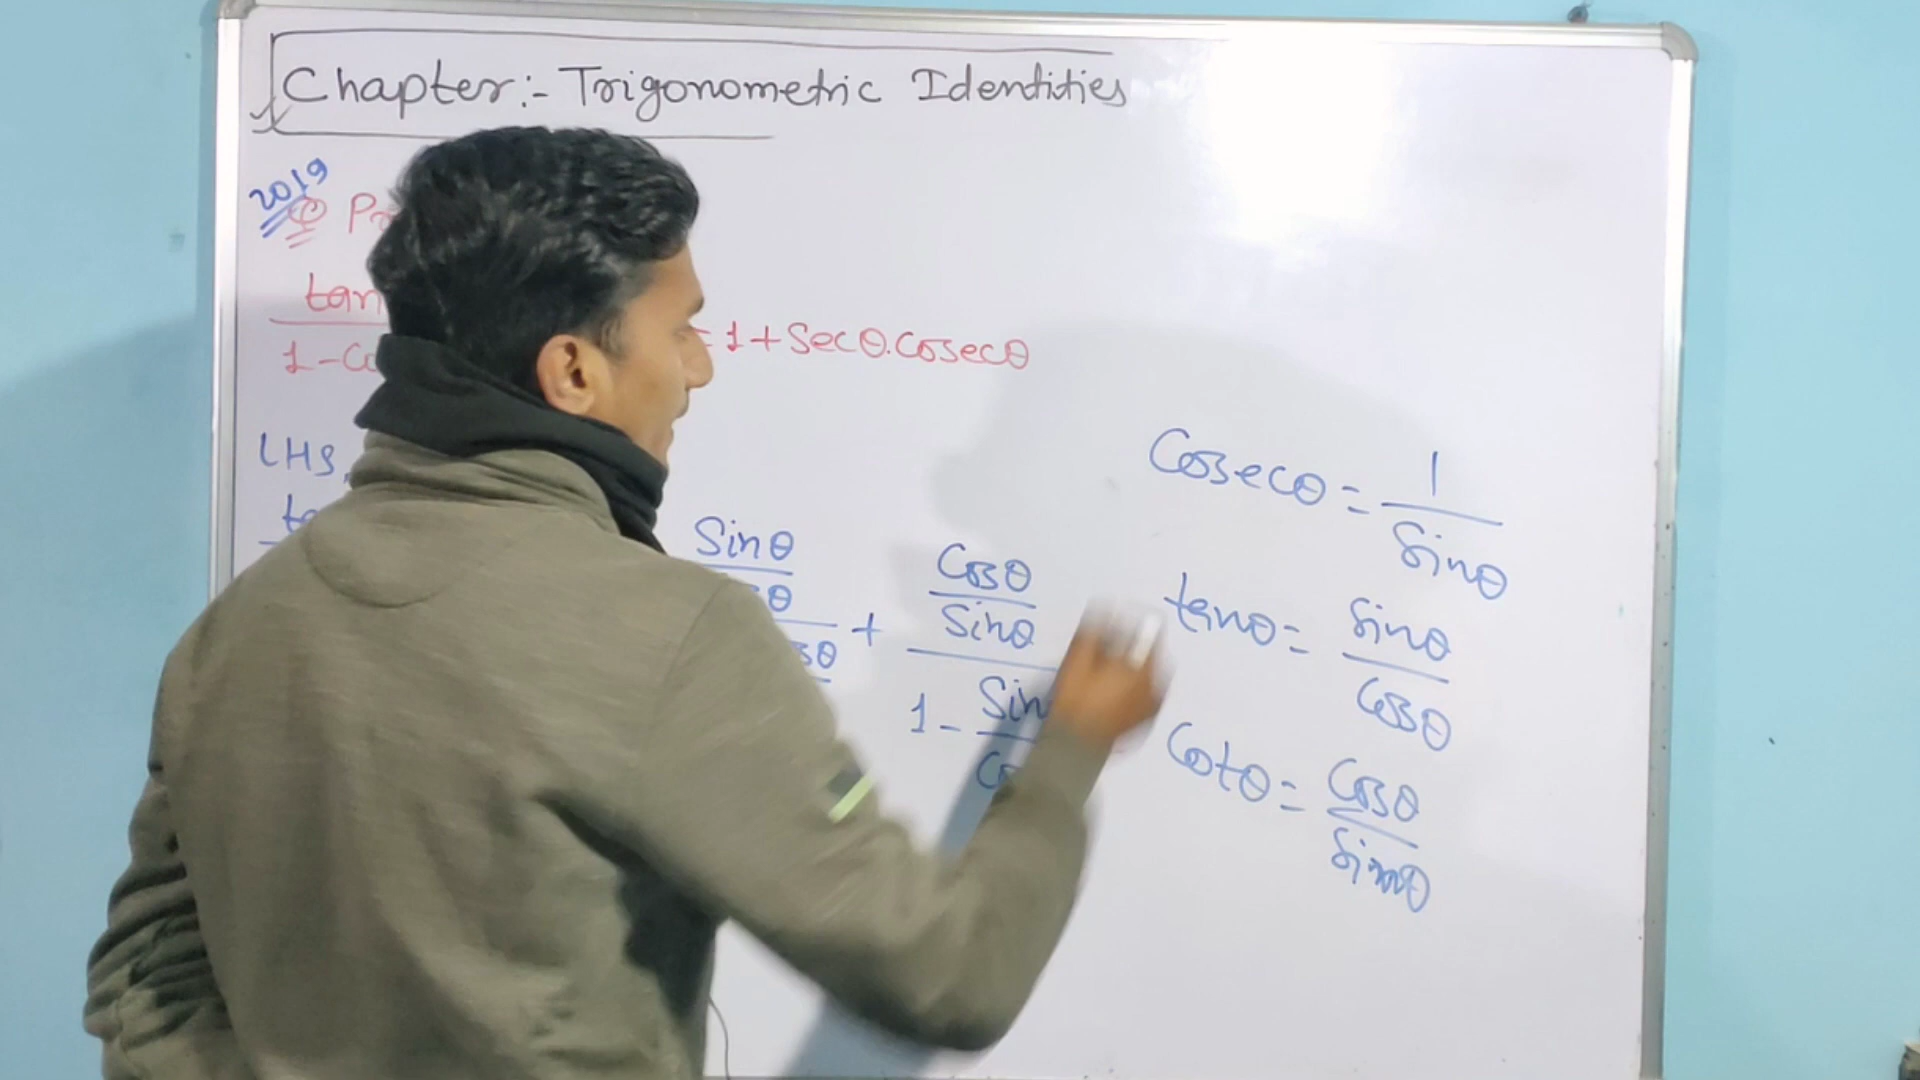 Chapter:- Trigonometric Identities
2019
Q
tan
1-Co
= 1 + Secθ.Cosecθ
LHS,
Sinθ
θ
+
Cosθ
Sinθ
1 - Sin
Cosecθ = 1
Sinθ
tanθ = Sinθ
Cosθ
Cotθ = Cosθ
Sinθ